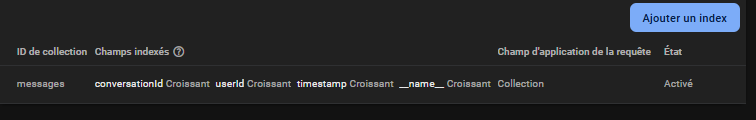 Ajouter un index
ID de collection Champs indexés Champ d'application de la requête État
messages conversationId Croissant userId Croissant timestamp Croissant __name__ Croissant Collection Activé